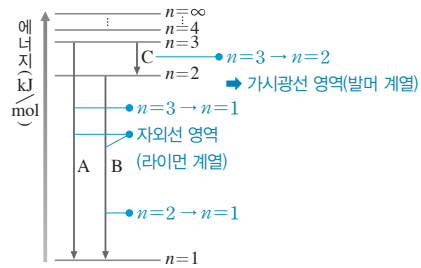 에너지(kJ/mol)
n=∞
n=4
n=3
C
n=3 → n=2
n=2
➡ 가시광선 영역(발머 계열)
n=3 → n=1
자외선 영역
(라이먼 계열)
A
B
n=2 → n=1
n=1